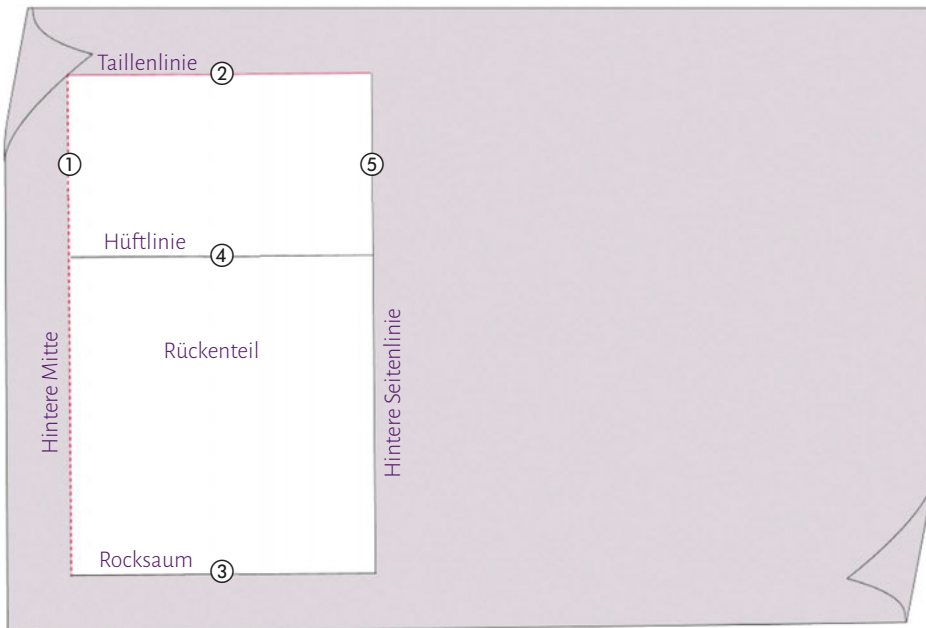 Taillenlinie
②
①
⑤
Hüftlinie
④
Rückenteil
Hintere Mitte
Hintere Seitenlinie
Rocksaum
③